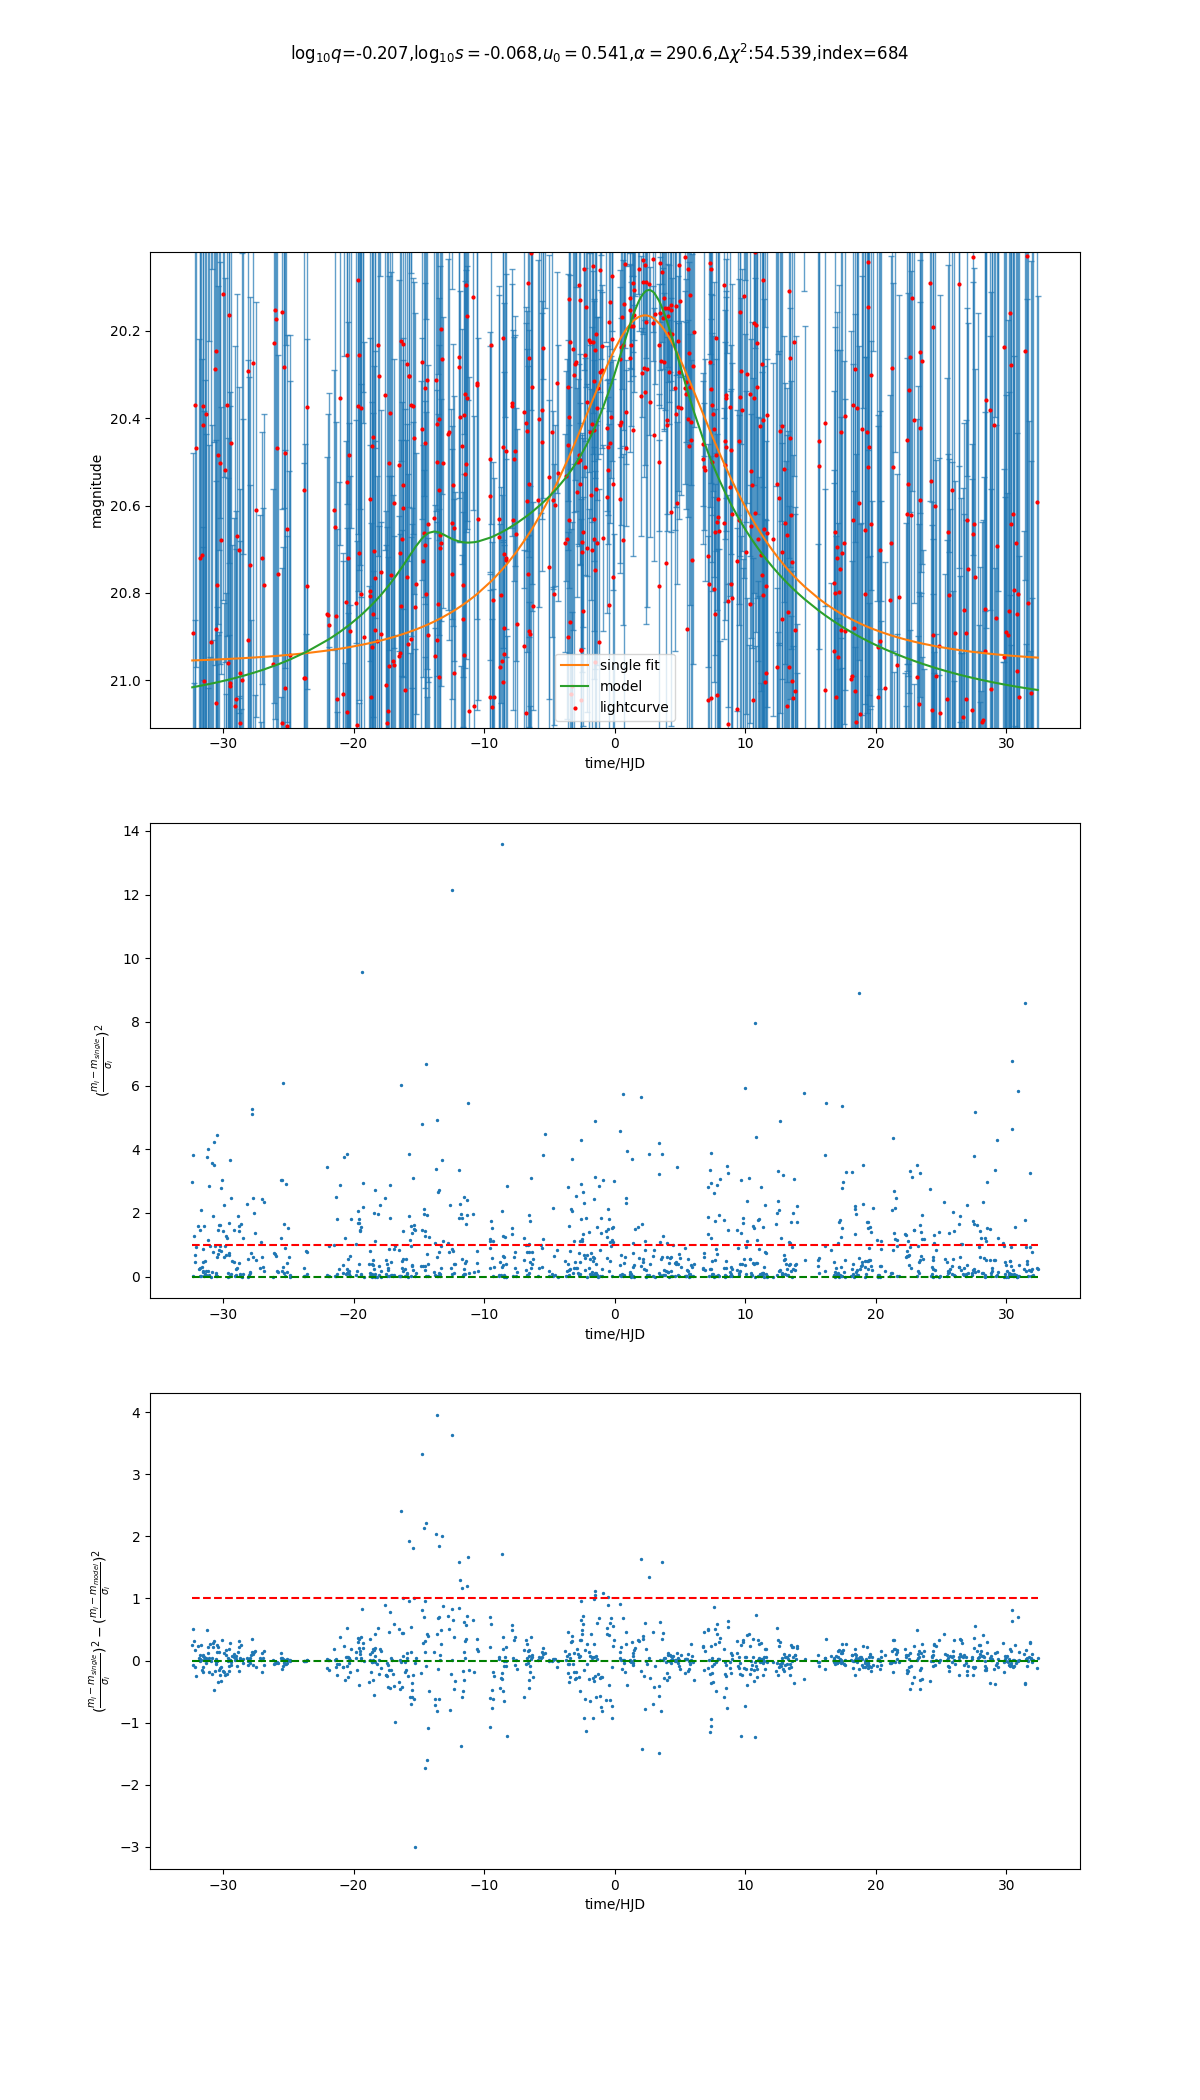 log₁₀q=-0.207,log₁₀s = -0.068,u₀ = 0.541,α = 290.6,Δχ²:54.539,index=684
20.2
20.4
20.6
20.8
21.0
magnitude
single fit
model
lightcurve
−30 −20 −10 0 10 20 30
time/HJD
14
12
10
8
6
4
2
0
(mᵢ − m_single / σᵢ)²
−30 −20 −10 0 10 20 30
time/HJD
4
3
2
1
0
−1
−2
−3
(mᵢ − m_single / σᵢ)² − (mᵢ − m_model / σᵢ)²
−30 −20 −10 0 10 20 30
time/HJD